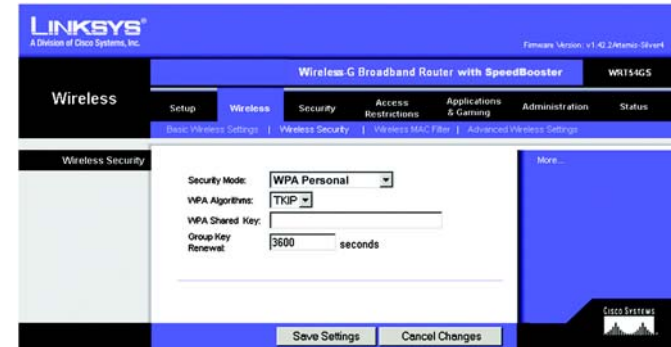 LINKSYS®
A Division of Cisco Systems, Inc.
Firmware Version: v1.42.2Artemis-Silver4
Wireless-G Broadband Router with SpeedBooster WRT54GS
Wireless
Setup Wireless Security Access Restrictions Applications & Gaming Administration Status
Basic Wireless Settings | Wireless Security | Wireless MAC Filter | Advanced Wireless Settings
Wireless Security
More...
Security Mode: WPA Personal
WPA Algorithms: TKIP
WPA Shared Key:
Group Key Renewal: 3600 seconds
CISCO SYSTEMS
Save Settings Cancel Changes